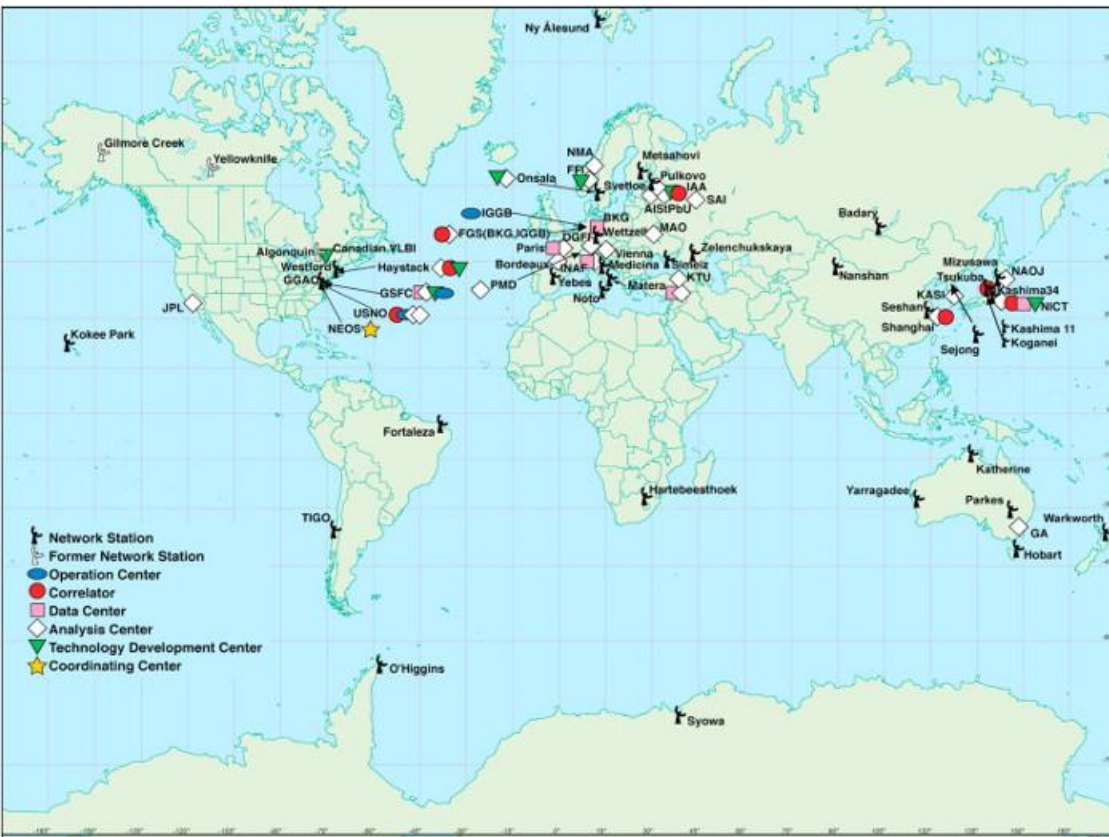 Ny Ålesund
Gilmore Creek
Yellowknife
NMA
Metsahovi
FFI
Pulkovo
Onsala
Svetloe
IAA
AIStPbU
SAI
IGGB
BKG
Badary
FGS(BKG,IGGB)
DGFI
Wettzell
MAO
Algonquin
Canadian VLBI
Paris
Vienna
Zelenchukskaya
Westford
Haystack
Bordeaux
INAF
Medicina
Simeiz
Nanshan
Mizusawa
NAOJ
GGAO
GSFC
PMD
Yebes
Matera
KTU
Tsukuba
Noto
KASI
Kashima34
JPL
USNO
Seshan
NICT
NEOS
Shanghai
Kashima 11
Kokee Park
Sejong
Koganei
Fortaleza
Katherine
Hartebeesthoek
Yarragadee
Parkes
TIGO
Warkworth
GA
Hobart
Network Station
Former Network Station
Operation Center
Correlator
Data Center
Analysis Center
Technology Development Center
Coordinating Center
O'Higgins
Syowa